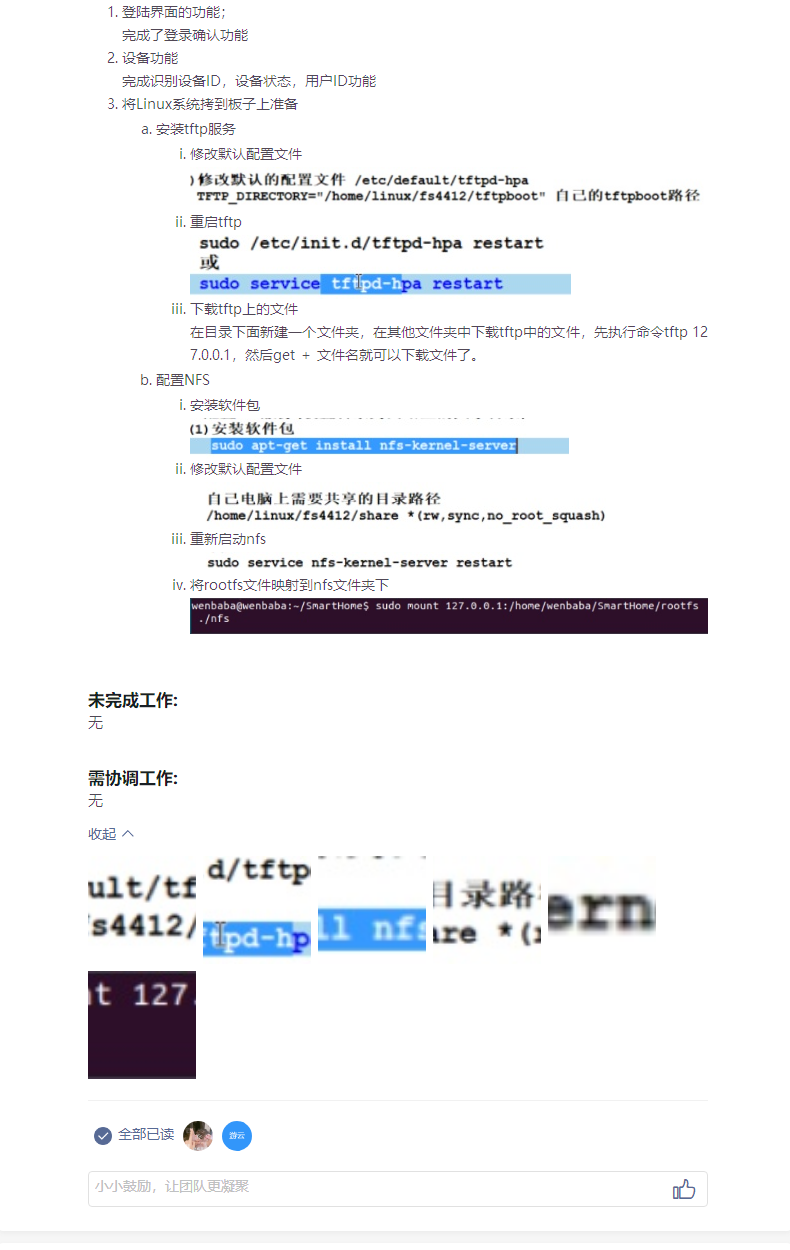 1. 登陆界面的功能；
完成了登录确认功能
2. 设备功能
完成识别设备ID，设备状态，用户ID功能
3. 将Linux系统拷到板子上准备
a. 安装tftp服务
i. 修改默认配置文件
)修改默认的配置文件 /etc/default/tftpd-hpa
TFTP_DIRECTORY="/home/linux/fs4412/tftpboot" 自己的tftpboot路径
ii. 重启tftp
sudo /etc/init.d/tftpd-hpa restart
或
sudo service tftpd-hpa restart
iii. 下载tftp上的文件
在目录下面新建一个文件夹，在其他文件夹中下载tftp中的文件，先执行命令tftp 12
7.0.0.1，然后get + 文件名就可以下载文件了。
b. 配置NFS
i. 安装软件包
(1)安装软件包
sudo apt-get install nfs-kernel-server
ii. 修改默认配置文件
自己电脑上需要共享的目录路径
/home/linux/fs4412/share *(rw,sync,no_root_squash)
iii. 重新启动nfs
sudo service nfs-kernel-server restart
iv. 将rootfs文件映射到nfs文件夹下
wenbaba@wenbaba:~/SmartHome$ sudo mount 127.0.0.1:/home/wenbaba/SmartHome/rootfs
./nfs
未完成工作:
无
需协调工作:
无
收起
ult/tf
s4412/
d/tftp
ftpd-hp
ll nfs
目录路
are *(r
ern
nt 127.
全部已读
游云
小小鼓励，让团队更凝聚